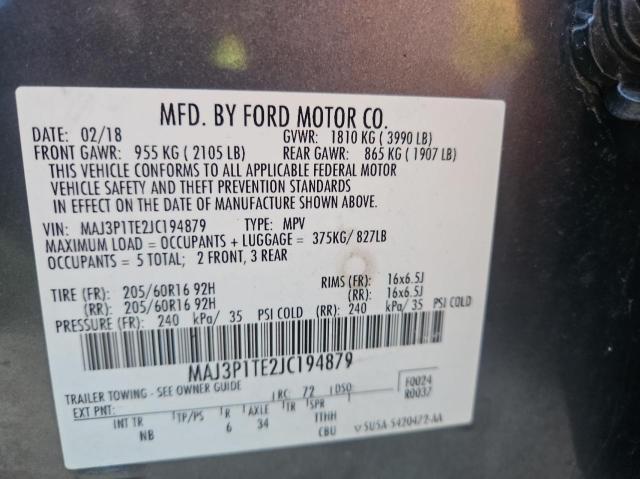 MFD. BY FORD MOTOR CO.
DATE: 02/18 GVWR: 1810 KG ( 3990 LB)
FRONT GAWR: 955 KG ( 2105 LB) REAR GAWR: 865 KG ( 1907 LB)
THIS VEHICLE CONFORMS TO ALL APPLICABLE FEDERAL MOTOR
VEHICLE SAFETY AND THEFT PREVENTION STANDARDS
IN EFFECT ON THE DATE OF MANUFACTURE SHOWN ABOVE.
VIN: MAJ3P1TE2JC194879 TYPE: MPV
MAXIMUM LOAD = OCCUPANTS + LUGGAGE = 375KG/ 827LB
OCCUPANTS = 5 TOTAL; 2 FRONT, 3 REAR
TIRE (FR): 205/60R16 92H RIMS (FR): 16x6.5J
(RR): 205/60R16 92H (RR): 16x6.5J
PRESSURE (FR): 240 kPa/ 35 PSI COLD (RR): 240 kPa/ 35 PSI COLD
MAJ3P1TE2JC194879
TRAILER TOWING - SEE OWNER GUIDE
EXT PNT: RC: 72 DSO: F0024
R0037
INT TR TP/PS R AXLE TR SPR
NB 6 34 TTHH
CBU 5U5A-5420472-AA